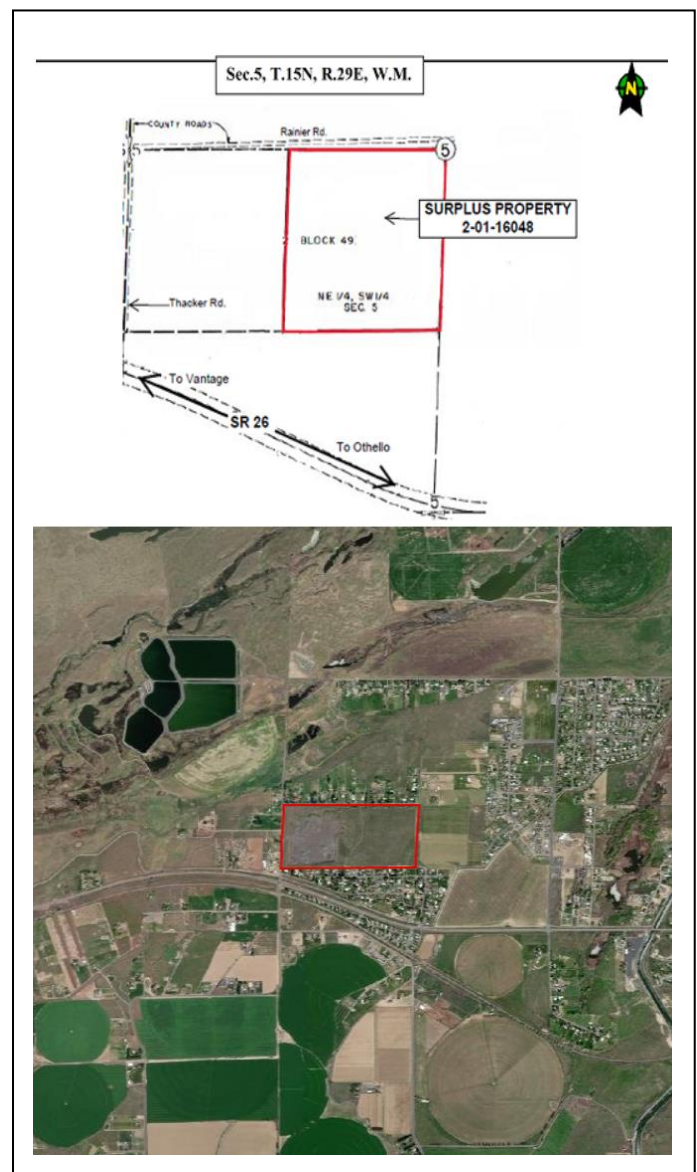 Sec.5, T.15N, R.29E, W.M.
N
COUNTY ROADS
Rainier Rd.
5
5
SURPLUS PROPERTY
2-01-16048
BLOCK 49
NE 1/4, SW1/4
SEC. 5
Thacker Rd.
To Vantage
SR 26
To Othello
5